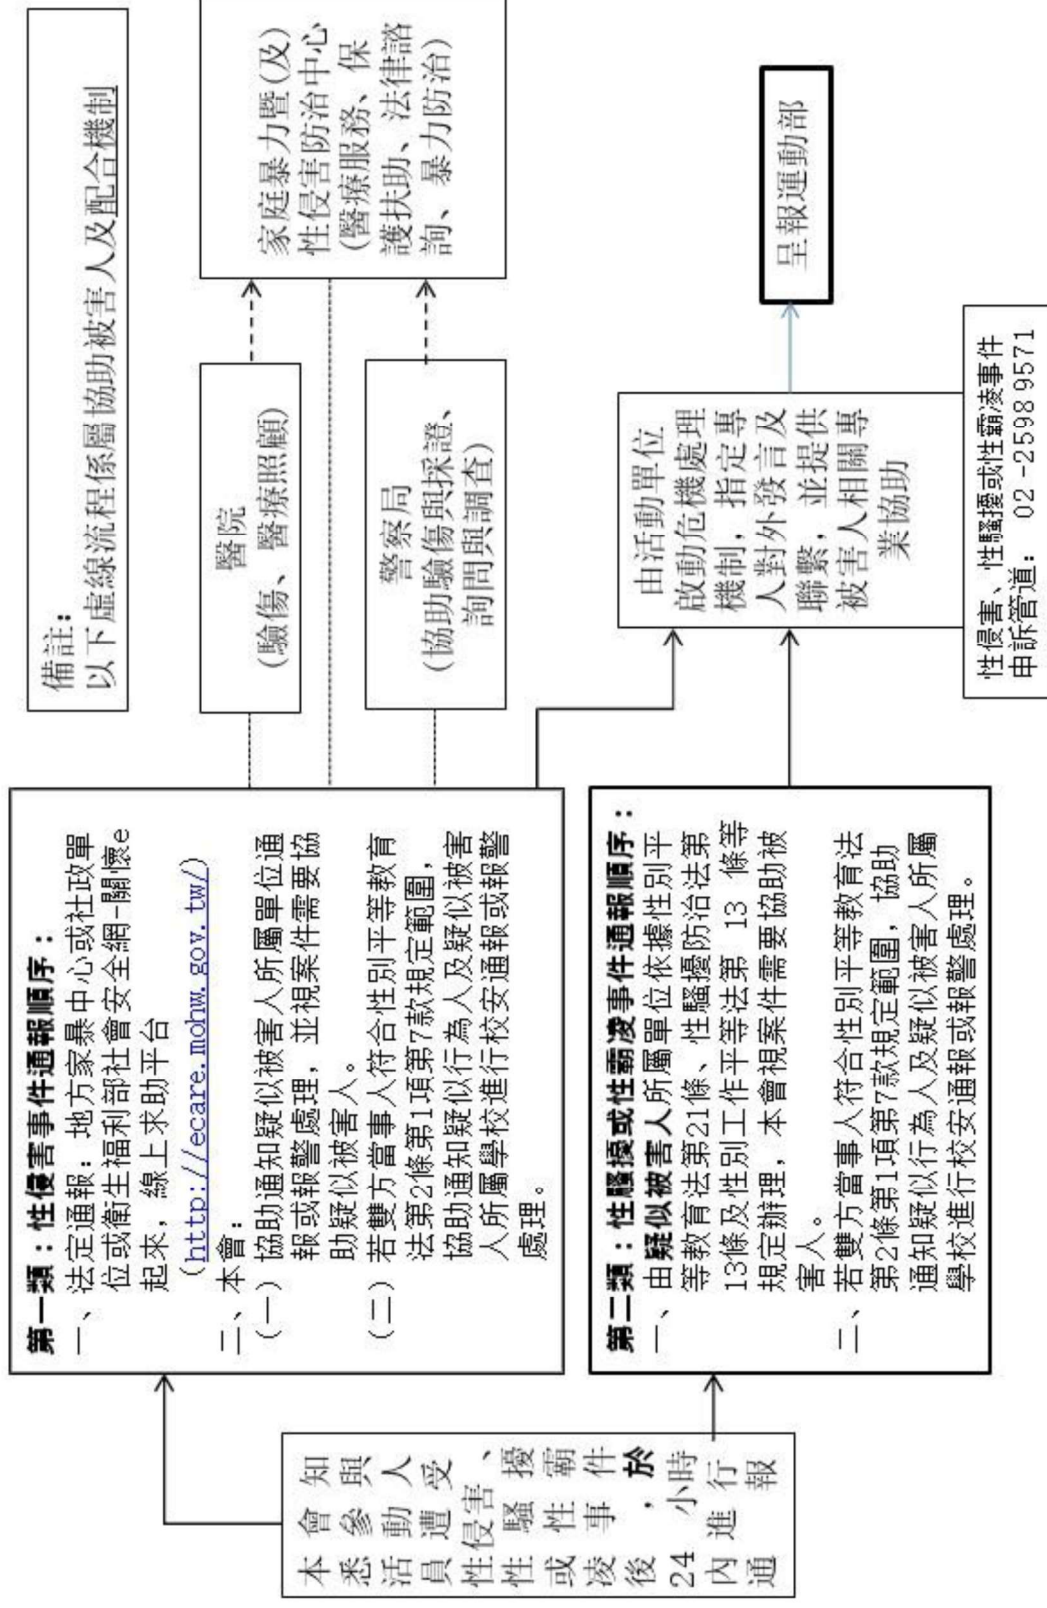 備註：
以下虛線流程係屬協助被害人及配合機制
本會知
悉參與
活動人
員遭受
性侵害、
性騷擾
或性霸
凌事件
後，於
24 小時
內進行
通報
第一類：性侵害事件通報順序：
一、法定通報：地方家暴中心或社政單
位或衛生福利部社會安全網-關懷e
起來，線上求助平台
（http://ecare.mohw.gov.tw/）
二、本會：
（一）協助通知疑似被害人所屬單位通
報或報警處理，並視案件需要協
助疑似被害人。
（二）若雙方當事人符合性別平等教育
法第2條第1項第7款規定範圍，
協助通知疑似行為人及疑似被害
人所屬學校進行校安通報或報警
處理。
第二類：性騷擾或性霸凌事件通報順序：
一、由疑似被害人所屬單位依據性別平
等教育法第21條、性騷擾防治法第
13條及性別工作平等法第 13 條等
規定辦理，本會視案件需要協助被
害人。
二、若雙方當事人符合性別平等教育法
第2條第1項第7款規定範圍，協助
通知疑似行為人及疑似被害人所屬
學校進行校安通報或報警處理。
醫院
(驗傷、醫療照顧)
警察局
(協助驗傷與採證、
詢問與調查)
家庭暴力暨(及)
性侵害防治中心
(醫療服務、保
護扶助、法律諮
詢、暴力防治)
由活動單位
啟動危機處理
機制，指定專
人對外發言及
聯繫，並提供
被害人相關專
業協助
呈報運動部
性侵害、性騷擾或性霸凌事件
申訴管道： 02-2598 9571